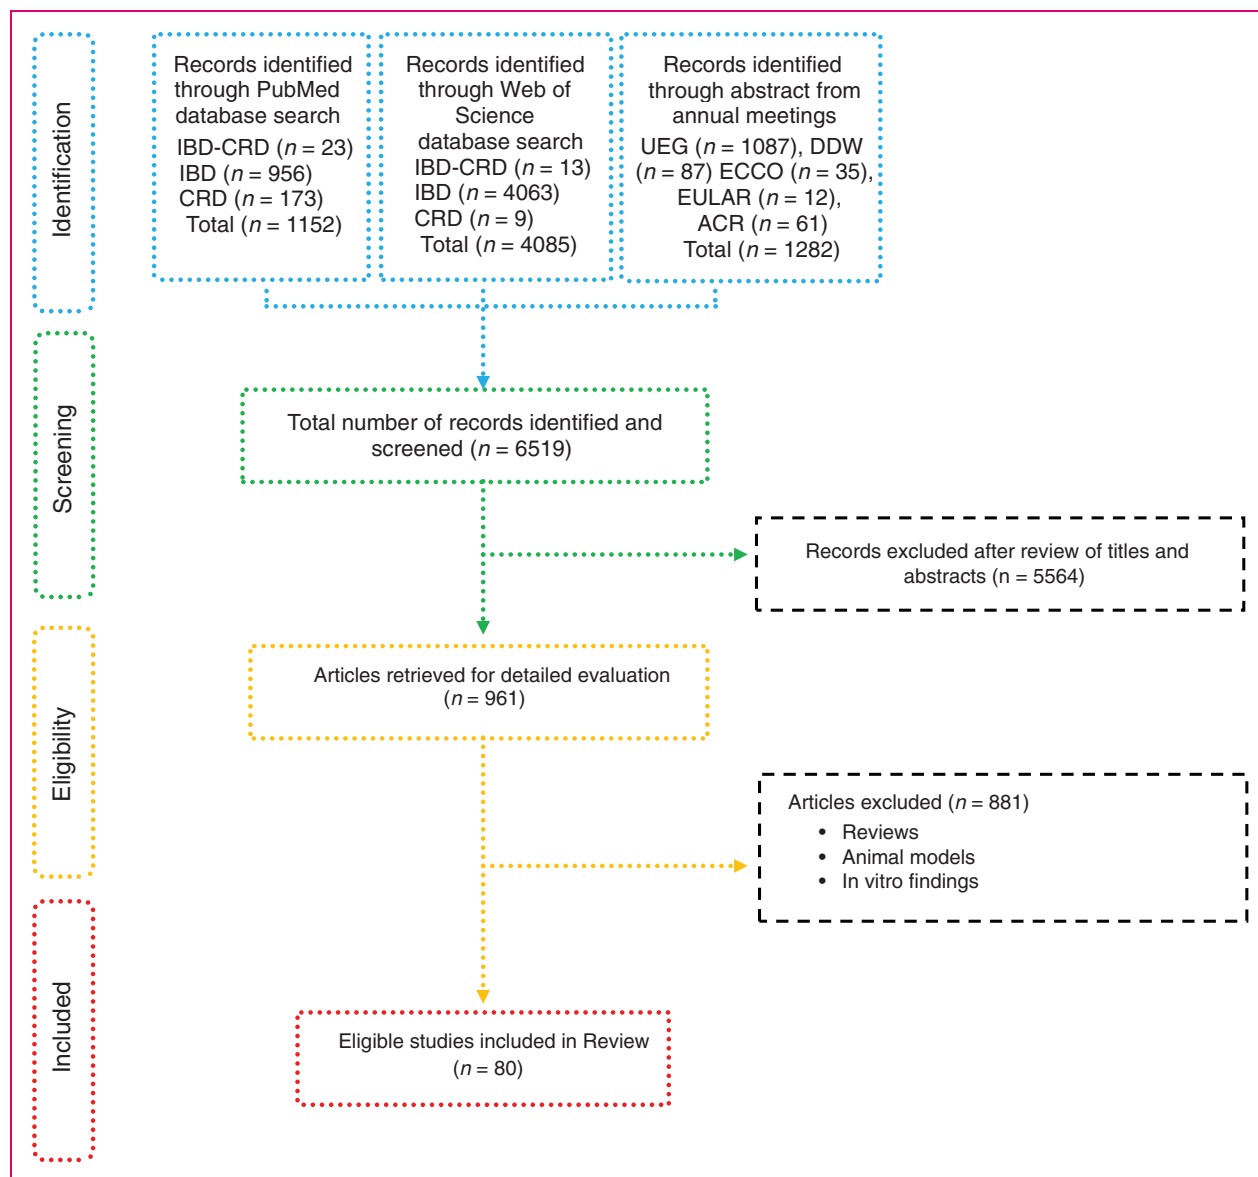 Identification
Records identified
through PubMed
database search
IBD-CRD (n = 23)
IBD (n = 956)
CRD (n = 173)
Total (n = 1152)
Records identified
through Web of
Science
database search
IBD-CRD (n = 13)
IBD (n = 4063)
CRD (n = 9)
Total (n = 4085)
Records identified
through abstract from
annual meetings
UEG (n = 1087), DDW
(n = 87) ECCO (n = 35),
EULAR (n = 12),
ACR (n = 61)
Total (n = 1282)
Screening
Total number of records identified and
screened (n = 6519)
Records excluded after review of titles and
abstracts (n = 5564)
Eligibility
Articles retrieved for detailed evaluation
(n = 961)
Articles excluded (n = 881)
• Reviews
• Animal models
• In vitro findings
Included
Eligible studies included in Review
(n = 80)